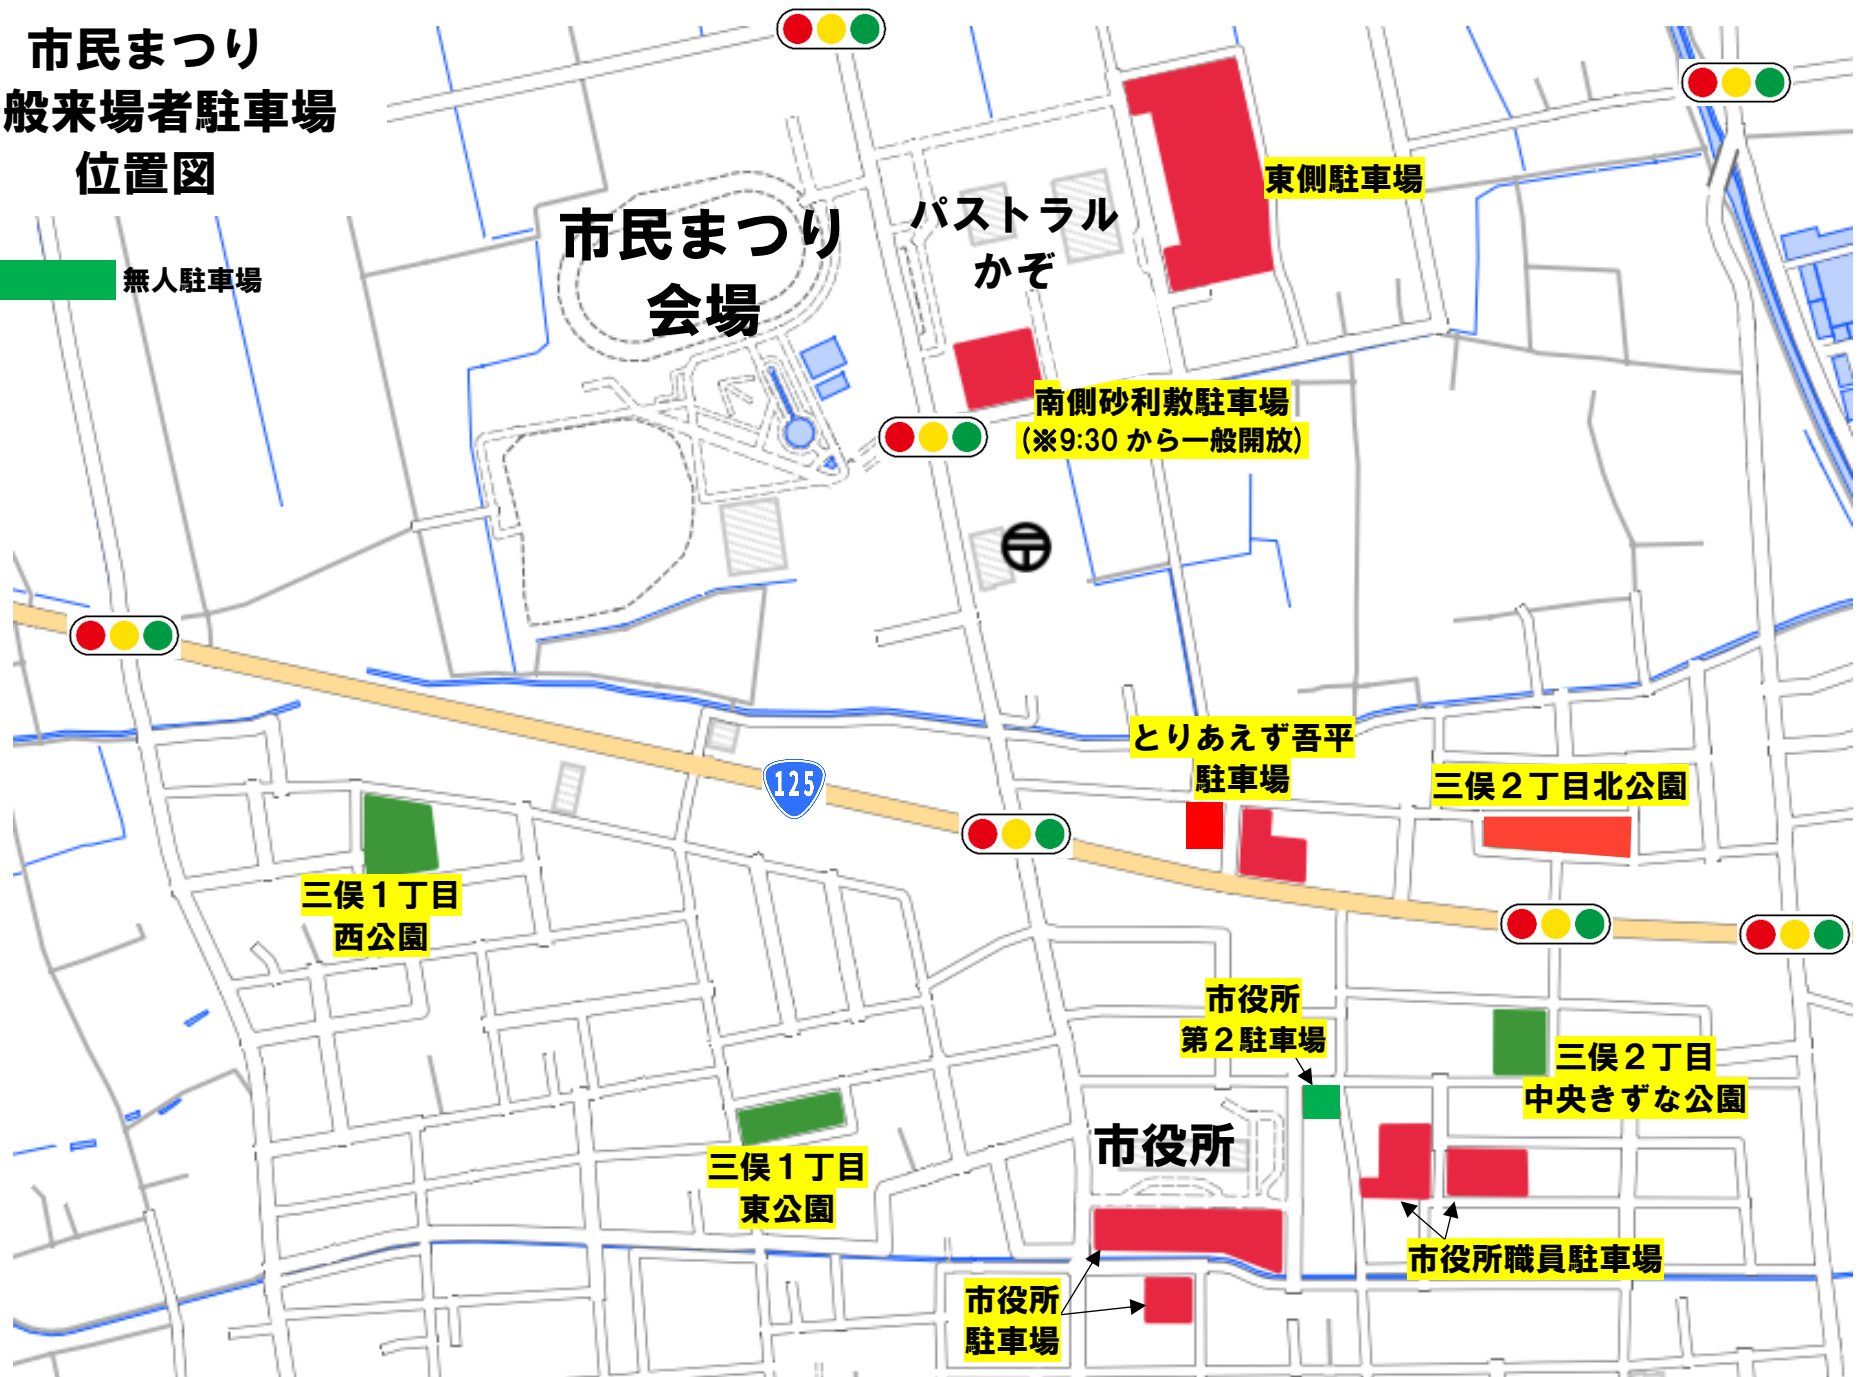 市民まつり
般来場者駐車場
位置図
無人駐車場
市民まつり
会場
パストラル
かぞ
東側駐車場
南側砂利敷駐車場
(※9:30 から一般開放)
125
とりあえず吾平
駐車場
三俣２丁目北公園
三俣１丁目
西公園
市役所
第２駐車場
三俣２丁目
中央きずな公園
三俣１丁目
東公園
市役所
市役所職員駐車場
市役所
駐車場